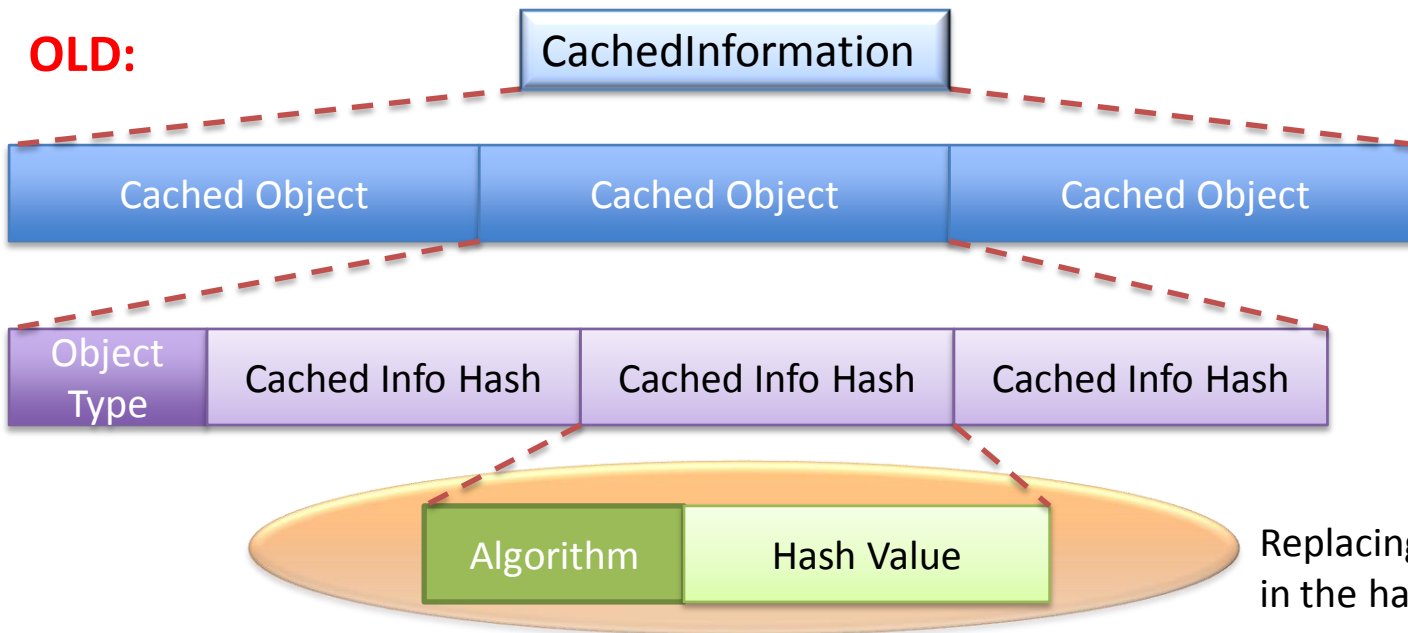 OLD:
CachedInformation
Cached Object
Cached Object
Cached Object
Object
Type
Cached Info Hash
Cached Info Hash
Cached Info Hash
Algorithm
Hash Value
Replacing
in the ha